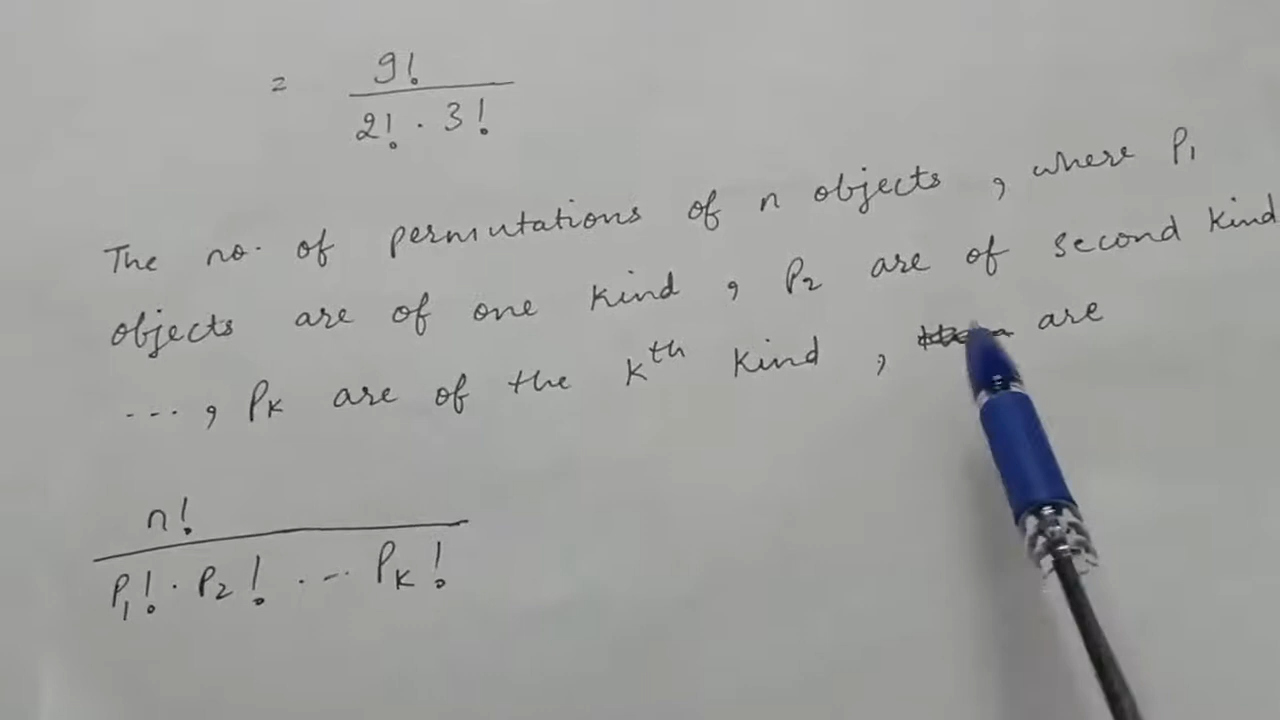 = 9! / 2! · 3!
The no. of permutations of n objects, where P₁
objects are of one kind, P₂ are of second kind
---, Pₖ are of the kᵗʰ kind, are
n! / P₁! · P₂! · -- Pₖ!